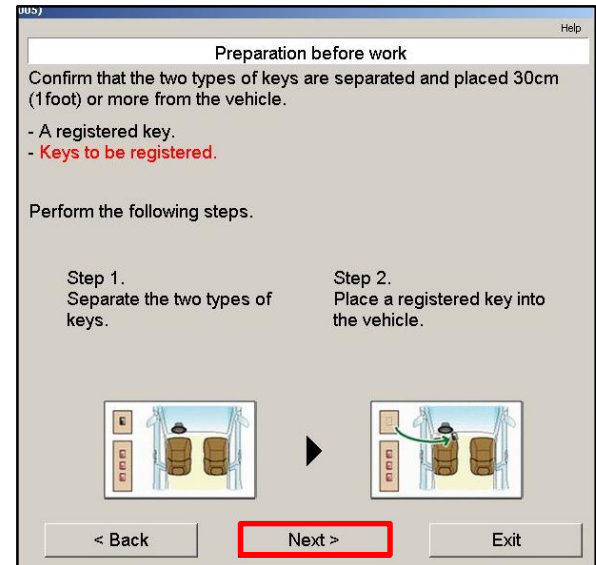 005)
Help
Preparation before work
Confirm that the two types of keys are separated and placed 30cm
(1foot) or more from the vehicle.
- A registered key.
- Keys to be registered.
Perform the following steps.
Step 1.
Separate the two types of
keys.
Step 2.
Place a registered key into
the vehicle.
< Back
Next >
Exit